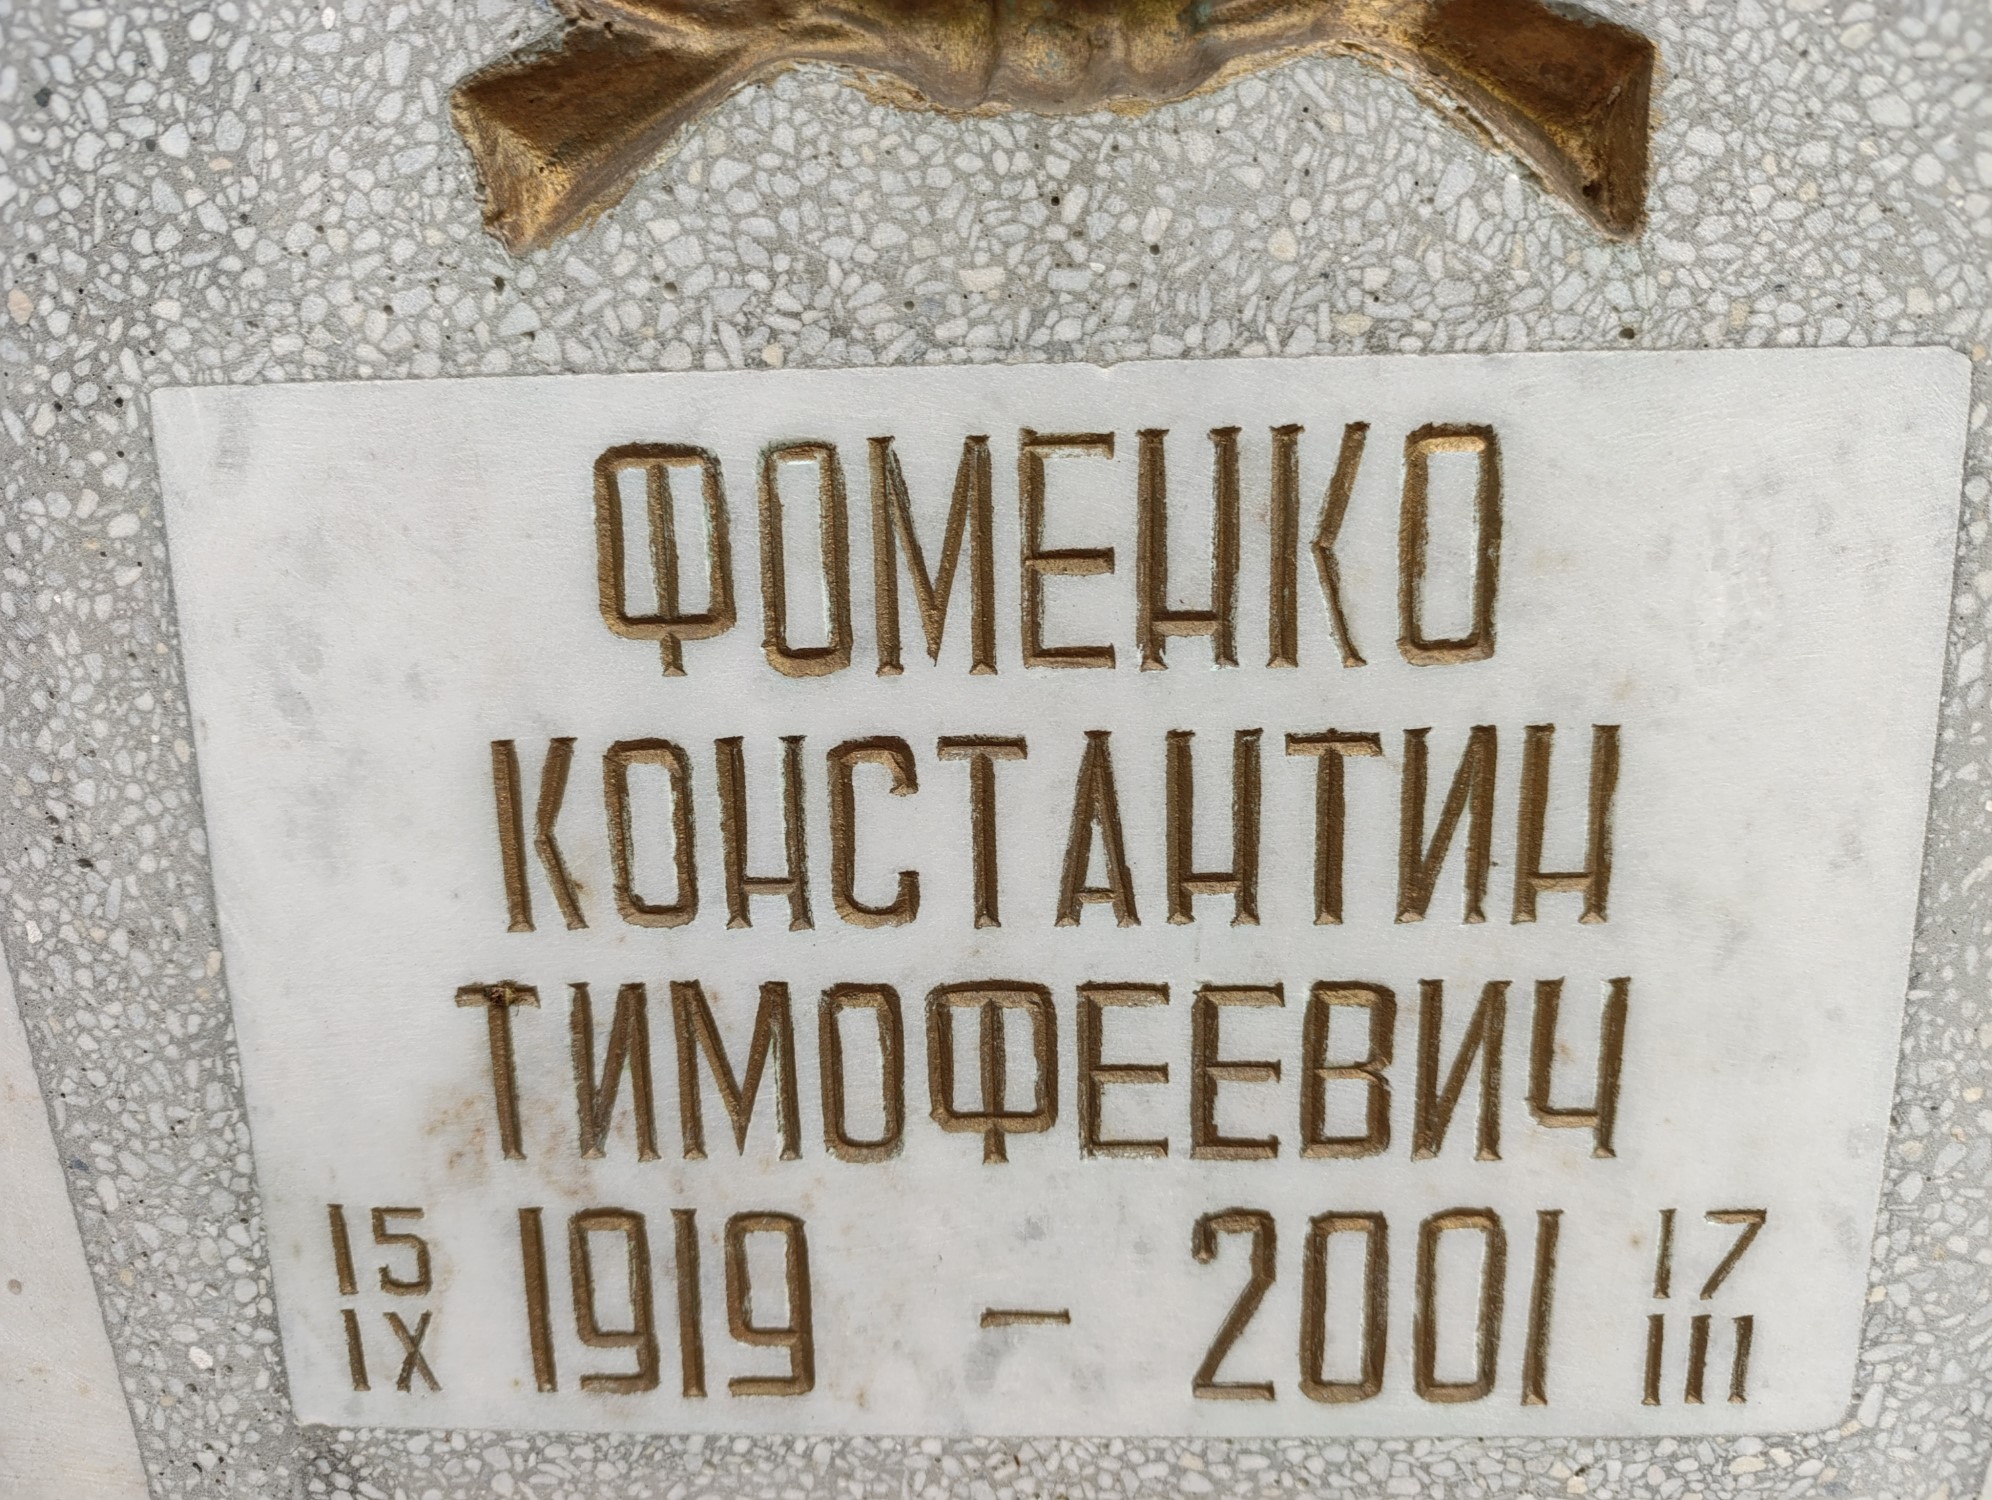 ФОМЕНКО
КОНСТАНТИН
ТИМОФЕЕВИЧ
15 IX 1919 – 2001 17 III